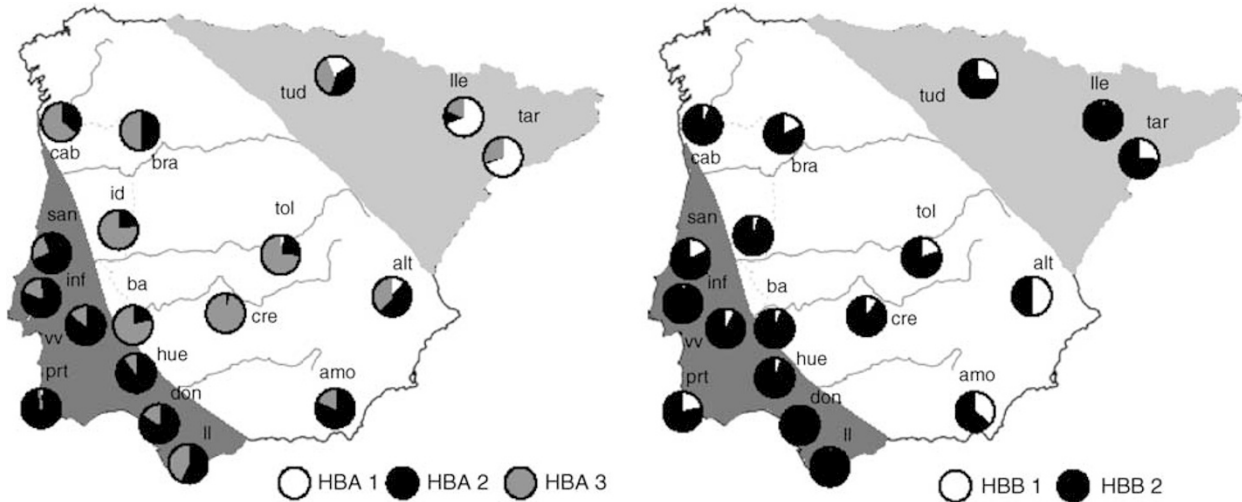 tud
lle
tar
cab
bra
id
san
tol
inf
ba
alt
vv
cre
hue
prt
don
amo
ll
HBA 1 HBA 2 HBA 3
tud
lle
tar
cab
bra
san
tol
inf
ba
alt
vv
cre
hue
prt
don
amo
ll
HBB 1 HBB 2